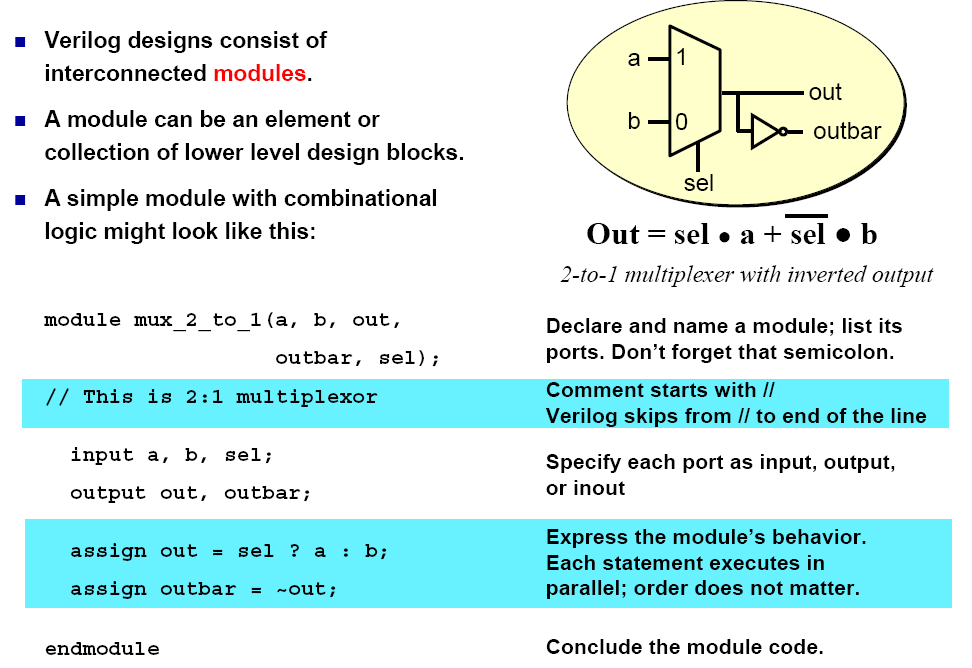 Verilog designs consist of
interconnected modules.
A module can be an element or
collection of lower level design blocks.
A simple module with combinational
logic might look like this:
a 1
b 0
out
outbar
sel
Out = sel • a + s̅e̅l̅ • b
2-to-1 multiplexer with inverted output
module mux_2_to_1(a, b, out,
outbar, sel);
Declare and name a module; list its
ports. Don't forget that semicolon.
// This is 2:1 multiplexor
Comment starts with //
Verilog skips from // to end of the line
input a, b, sel;
output out, outbar;
Specify each port as input, output,
or inout
assign out = sel ? a : b;
assign outbar = ~out;
Express the module's behavior.
Each statement executes in
parallel; order does not matter.
endmodule
Conclude the module code.